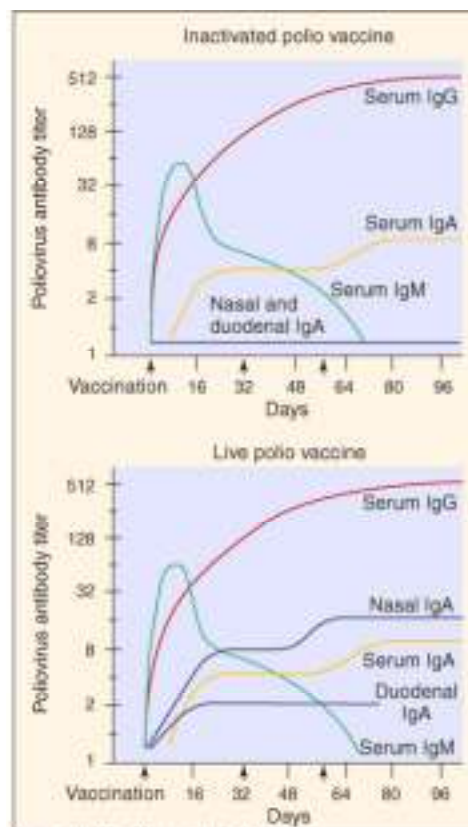 Inactivated polio vaccine
Poliovirus antibody titer
512
128
32
8
2
1
Serum IgG
Serum IgA
Serum IgM
Nasal and
duodenal IgA
Vaccination 16 32 48 64 80 96
Days
Live polio vaccine
Poliovirus antibody titer
512
128
32
8
2
1
Serum IgG
Nasal IgA
Serum IgA
Duodenal
IgA
Serum IgM
Vaccination 16 32 48 64 80 96
Days